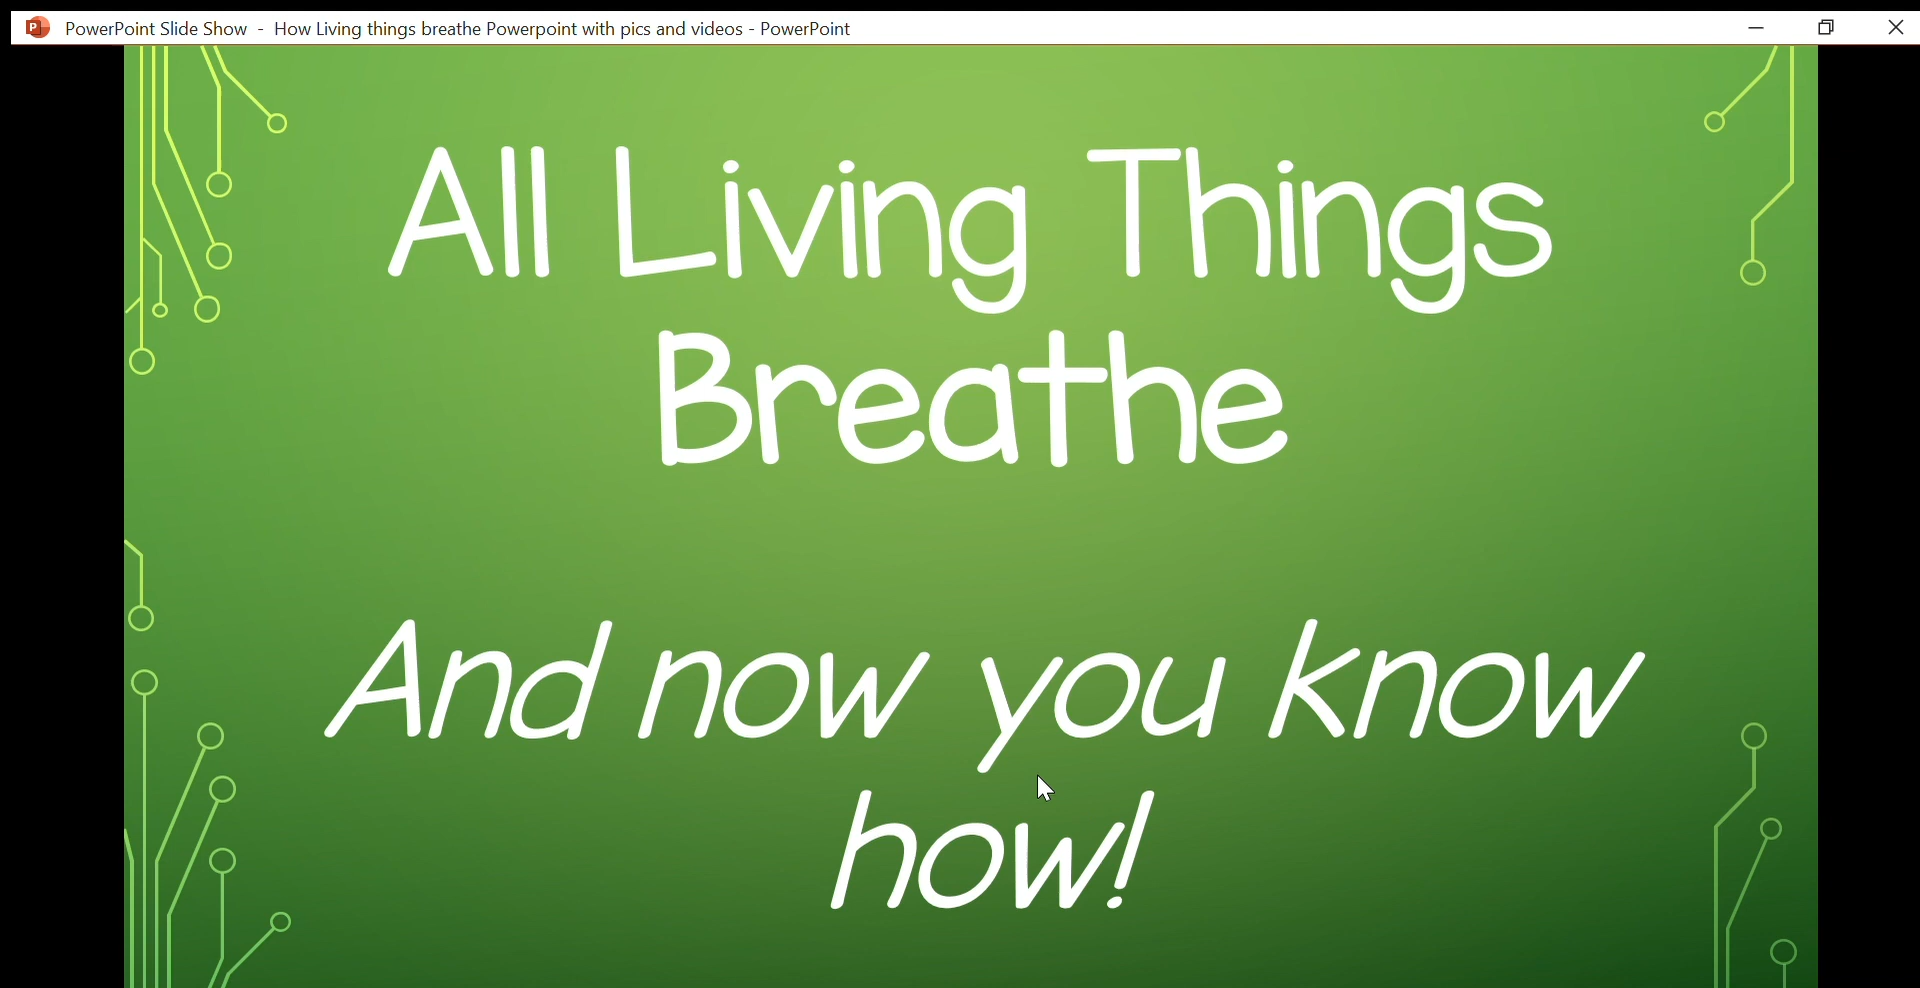 PowerPoint Slide Show - How Living things breathe Powerpoint with pics and videos - PowerPoint
All Living Things
Breathe
And now you know
how!